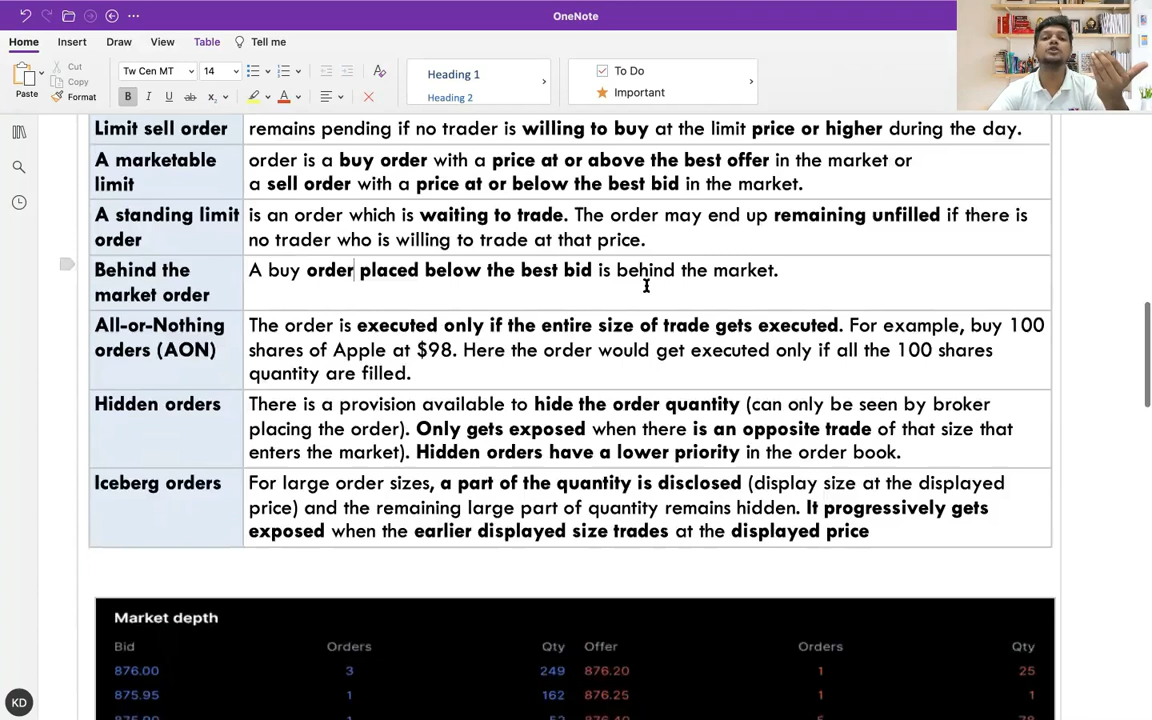 OneNote
Home Insert Draw View Table Tell me
Paste
Cut
Copy
Format
Tw Cen MT 14
Heading 1
Heading 2
To Do
Important
Limit sell order remains pending if no trader is willing to buy at the limit price or higher during the day.
A marketable order is a buy order with a price at or above the best offer in the market or
limit a sell order with a price at or below the best bid in the market.
A standing limit is an order which is waiting to trade. The order may end up remaining unfilled if there is
order no trader who is willing to trade at that price.
Behind the A buy order placed below the best bid is behind the market.
market order
All-or-Nothing The order is executed only if the entire size of trade gets executed. For example, buy 100
orders (AON) shares of Apple at $98. Here the order would get executed only if all the 100 shares
quantity are filled.
Hidden orders There is a provision available to hide the order quantity (can only be seen by broker
placing the order). Only gets exposed when there is an opposite trade of that size that
enters the market). Hidden orders have a lower priority in the order book.
Iceberg orders For large order sizes, a part of the quantity is disclosed (display size at the displayed
price) and the remaining large part of quantity remains hidden. It progressively gets
exposed when the earlier displayed size trades at the displayed price
Market depth
Bid Orders Qty Offer Orders Qty
876.00 3 249 876.20 1 25
875.95 1 162 876.25 1 1
KD